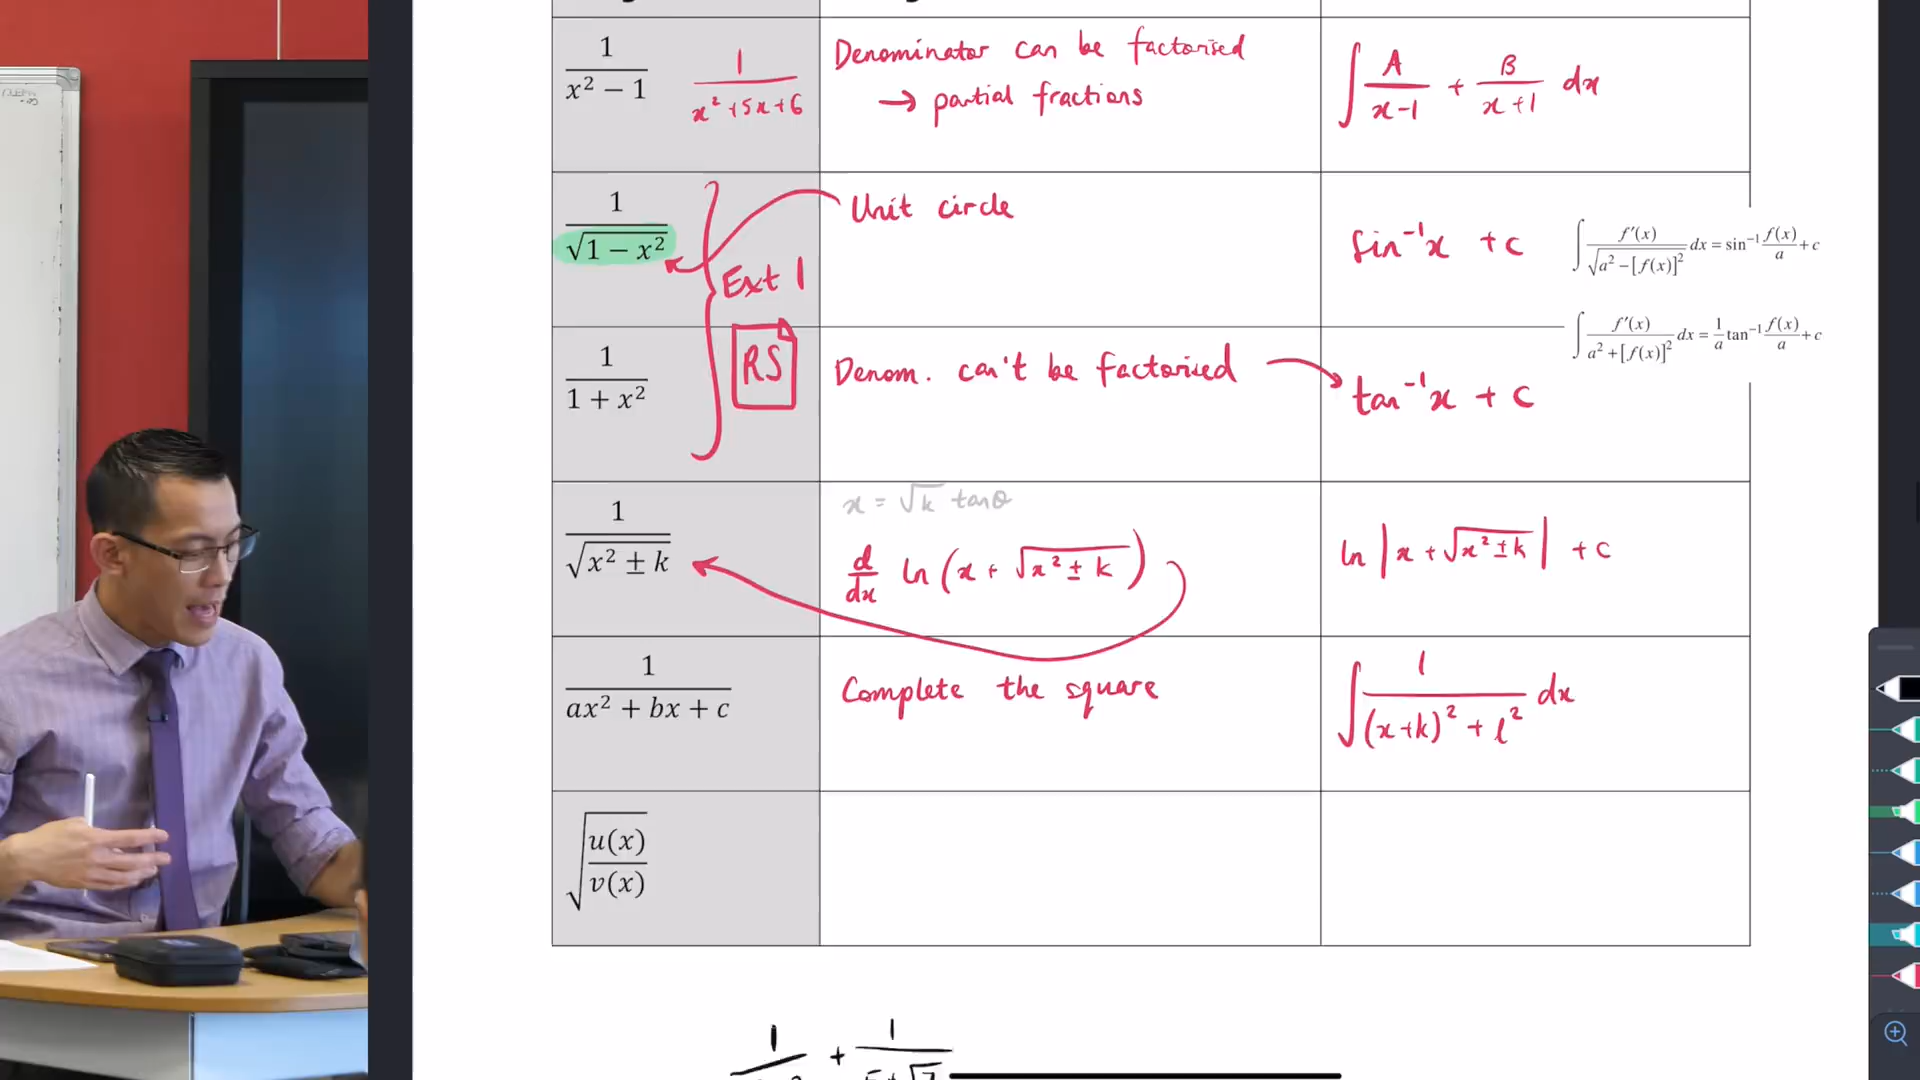 1/(x² − 1)  1/(x² + 5x + 6)  Denominator can be factorised  ∫ A/(x−1) + B/(x+1) dx
→ partial fractions
1/√(1 − x²)  Unit circle  sin⁻¹x + c  ∫ f′(x)/√(a² − [f(x)]²) dx = sin⁻¹ f(x)/a + c
Ext 1
RS
1/(1 + x²)  Denom. can't be factorised  tan⁻¹x + c  ∫ f′(x)/(a² + [f(x)]²) dx = 1/a tan⁻¹ f(x)/a + c
x = √k tanθ
1/√(x² ± k)  d/dx ln(x + √(x² ± k))  ln|x + √(x² ± k)| + c
1/(ax² + bx + c)  Complete the square  ∫ 1/((x+k)² + l²) dx
√(u(x)/v(x))